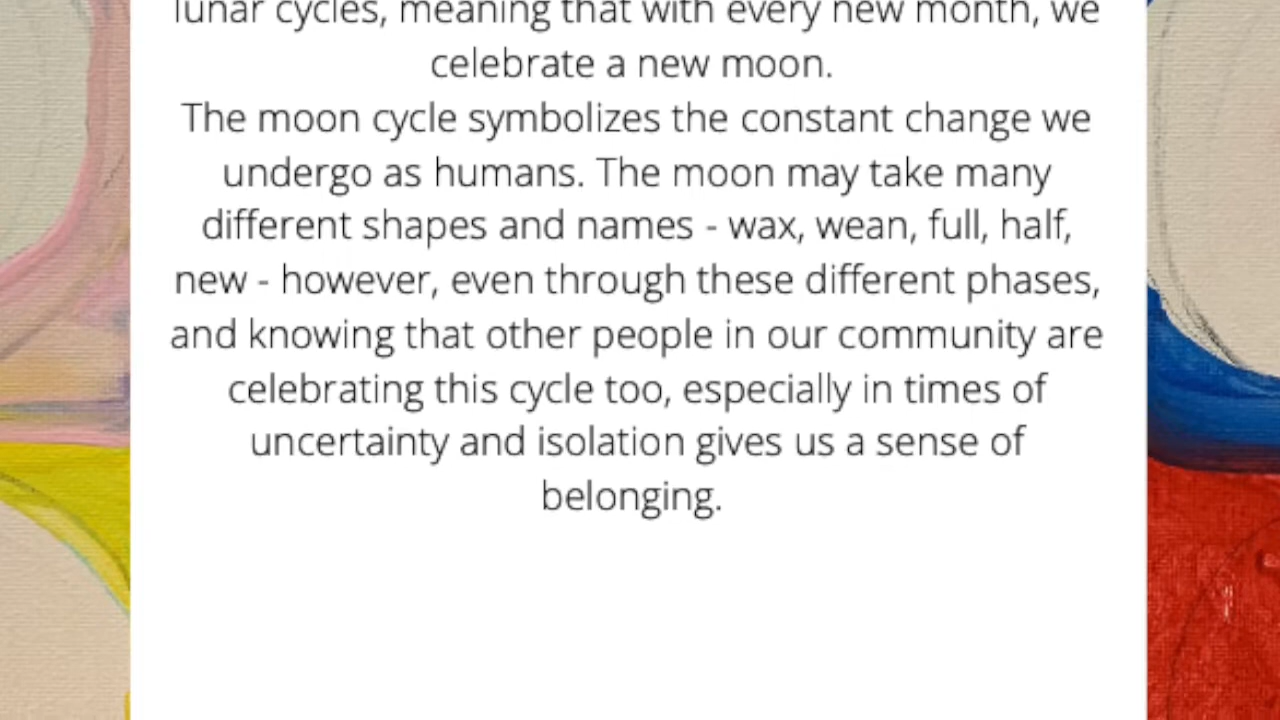 lunar cycles, meaning that with every new month, we
celebrate a new moon.
The moon cycle symbolizes the constant change we
undergo as humans. The moon may take many
different shapes and names - wax, wean, full, half,
new - however, even through these different phases,
and knowing that other people in our community are
celebrating this cycle too, especially in times of
uncertainty and isolation gives us a sense of
belonging.